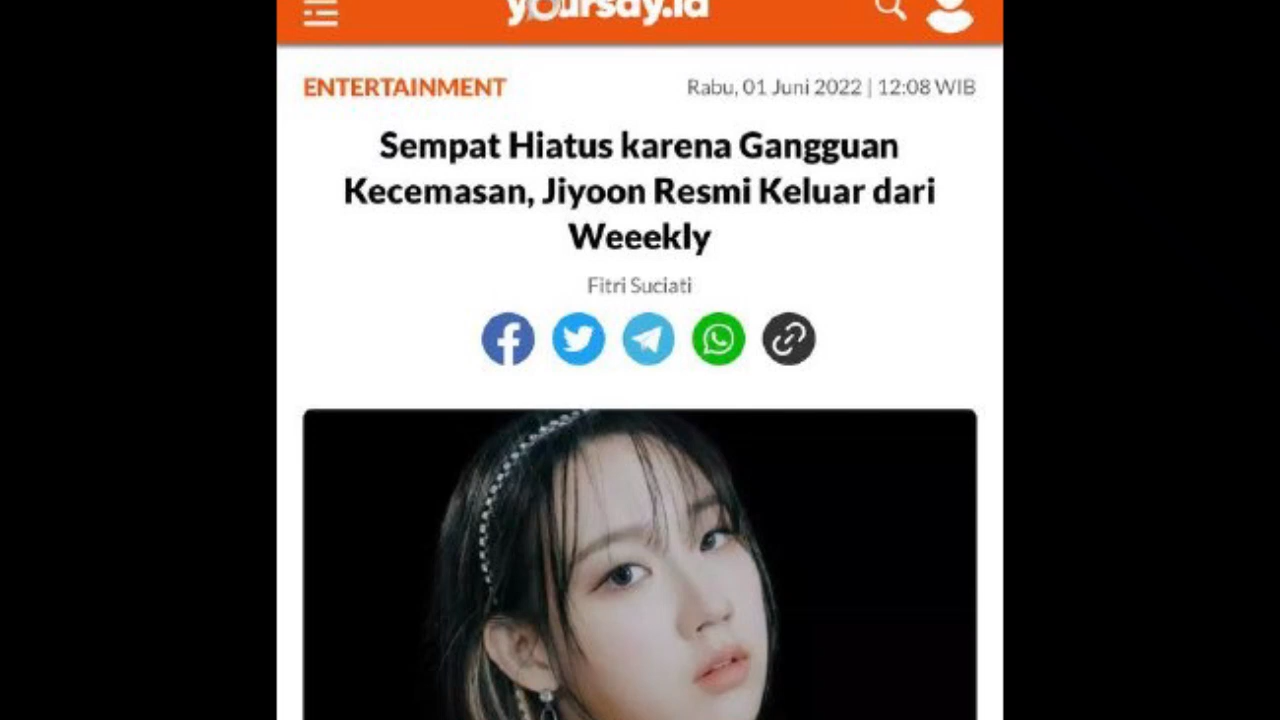 yoursay.id
ENTERTAINMENT
Rabu, 01 Juni 2022 | 12:08 WIB
Sempat Hiatus karena Gangguan
Kecemasan, Jiyoon Resmi Keluar dari
Weeekly
Fitri Suciati